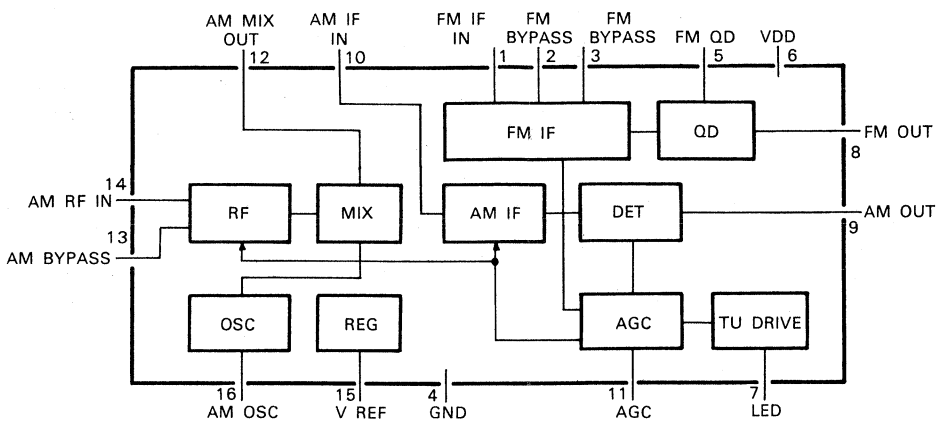 AM MIX
OUT
12
AM IF
IN
10
FM IF
IN
1
FM
BYPASS
2
FM
BYPASS
3
FM QD
5
VDD
6
FM IF
QD
FM OUT
8
14
AM RF IN
13
AM BYPASS
RF
MIX
AM IF
DET
AM OUT
9
OSC
REG
AGC
TU DRIVE
16
AM OSC
15
V REF
4
GND
11
AGC
7
LED